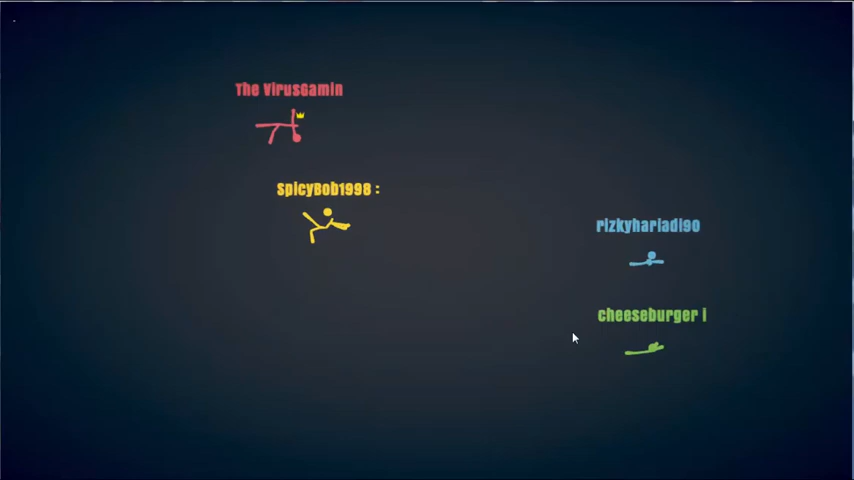 The VirusGamin
SpicyBob1998 :
rizkyhariadi90
cheeseburger i